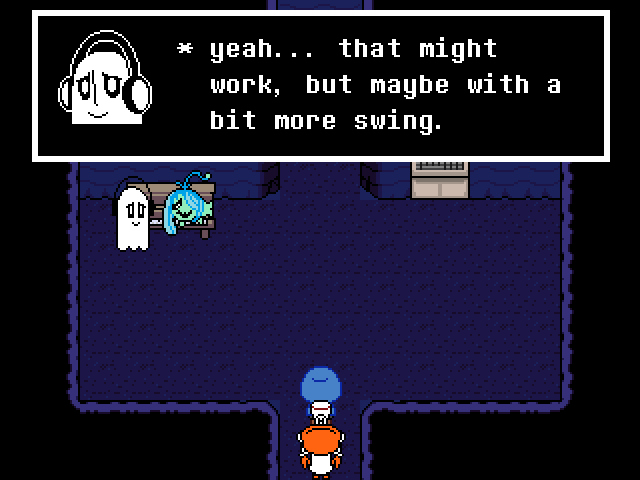 * yeah... that might
work, but maybe with a
bit more swing.